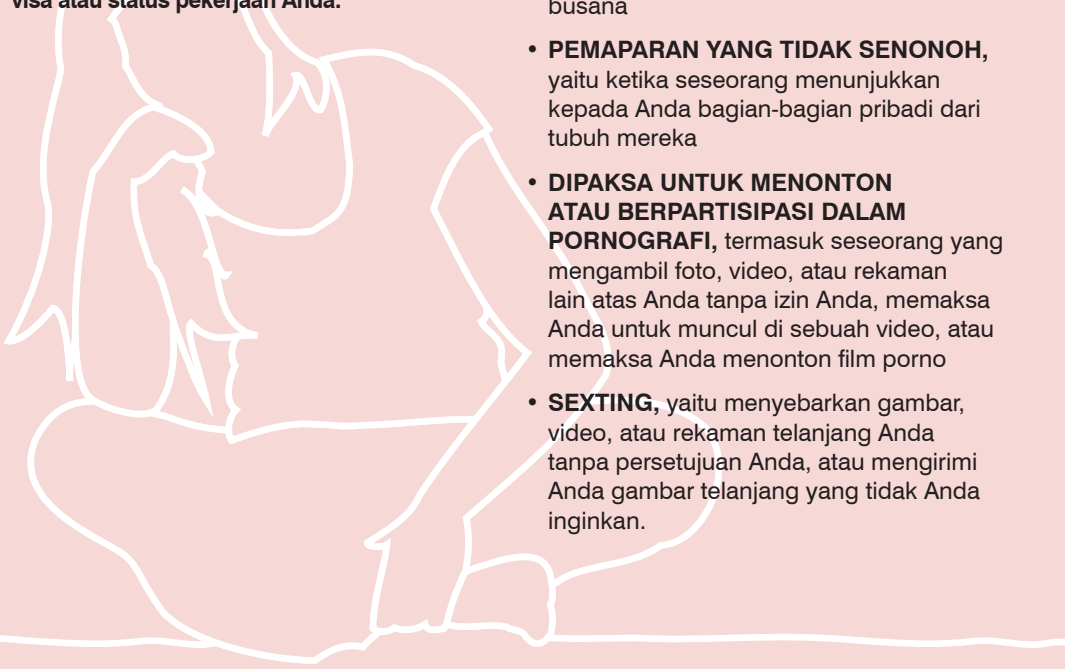 visa atau status pekerjaan Anda.
busana
• PEMAPARAN YANG TIDAK SENONOH,
yaitu ketika seseorang menunjukkan
kepada Anda bagian-bagian pribadi dari
tubuh mereka
• DIPAKSA UNTUK MENONTON
ATAU BERPARTISIPASI DALAM
PORNOGRAFI, termasuk seseorang yang
mengambil foto, video, atau rekaman
lain atas Anda tanpa izin Anda, memaksa
Anda untuk muncul di sebuah video, atau
memaksa Anda menonton film porno
• SEXTING, yaitu menyebarkan gambar,
video, atau rekaman telanjang Anda
tanpa persetujuan Anda, atau mengirimi
Anda gambar telanjang yang tidak Anda
inginkan.